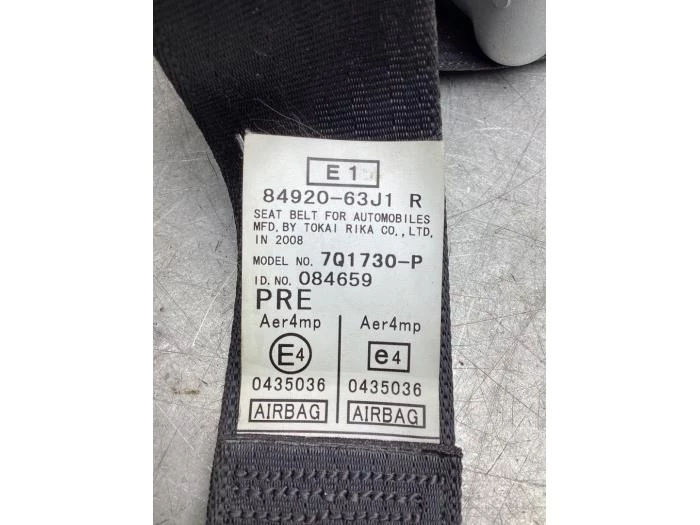 E1
84920-63J1 R
SEAT BELT FOR AUTOMOBILES
MFD. BY TOKAI RIKA CO., LTD.
IN 2008
MODEL NO. 7Q1730-P
I D. NO. 084659
PRE
Aer4mp Aer4mp
E4 e4
0435036 0435036
AIRBAG AIRBAG